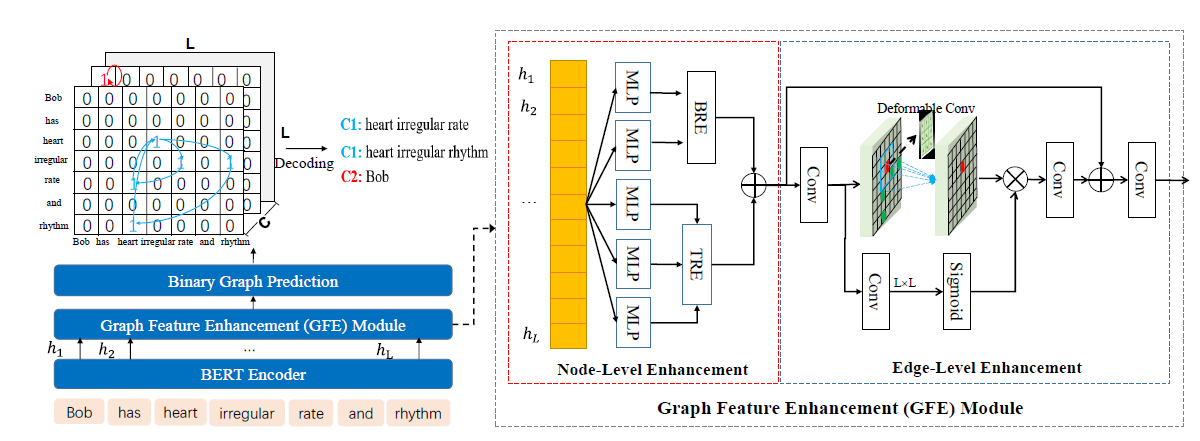 L
1 0 0 0 0 0 0
Bob 0 0 0 0 0 0 0
has 0 0 0 0 0 0 0
heart 0 0 0 1 0 0 0
irregular 0 0 0 0 1 0 1
rate 0 0 1 0 0 0 0
and 0 0 0 0 0 0 0
rhythm 0 0 1 0 0 0 0
Bob has heart irregular rate and rhythm
C
L
Decoding
C1: heart irregular rate
C1: heart irregular rhythm
C2: Bob
Binary Graph Prediction
Graph Feature Enhancement (GFE) Module
h1 h2 ... hL
BERT Encoder
Bob has heart irregular rate and rhythm
h1
h2
...
hL
MLP
MLP
MLP
MLP
MLP
BRE
TRE
Node-Level Enhancement
Conv
Deformable Conv
Conv
L×L
Sigmoid
Conv
Conv
Edge-Level Enhancement
Graph Feature Enhancement (GFE) Module